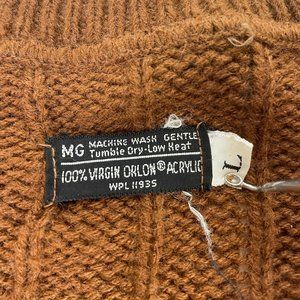 MG MACHINE WASH GENTLE
Tumble Dry-Low Heat
100% VIRGIN ORLON® ACRYLIC
WPL 11935
L